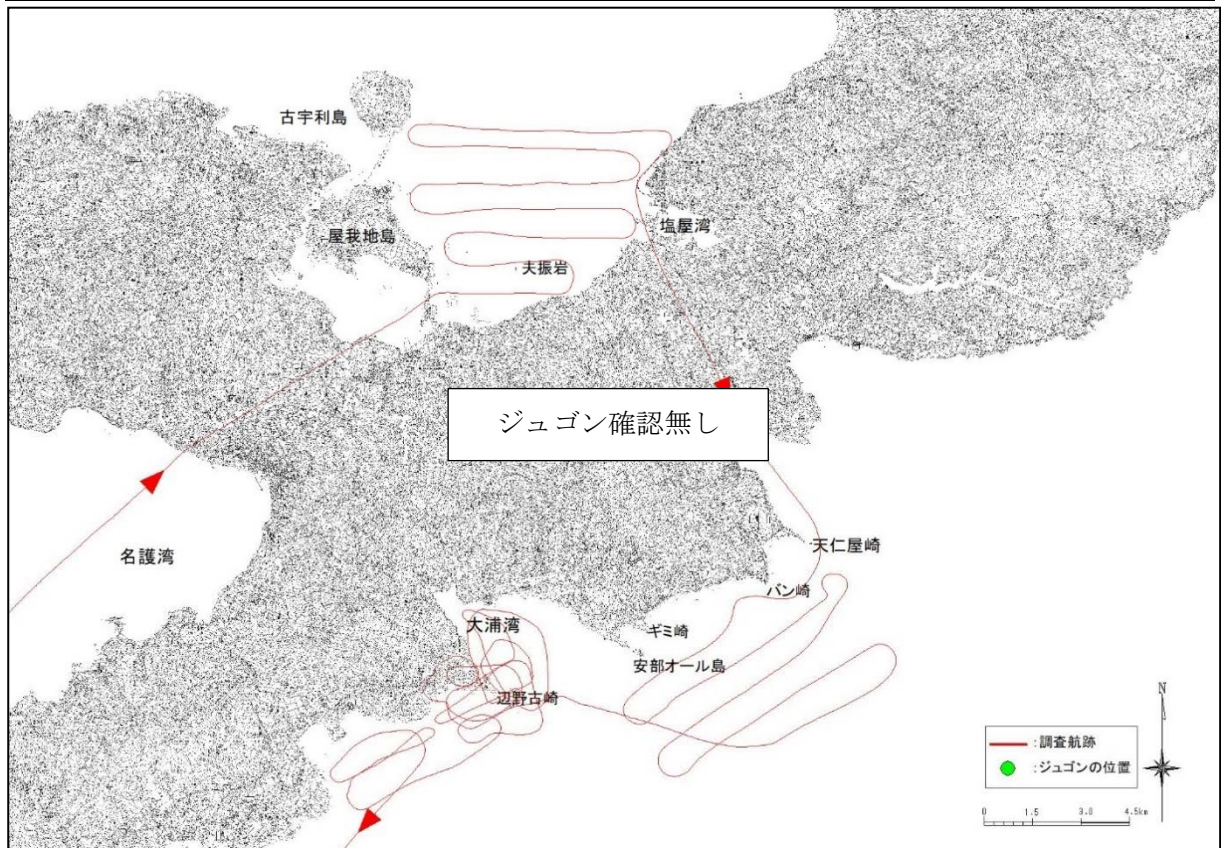 古宇利島
屋我地島
塩屋湾
夫振岩
ジュゴン確認無し
名護湾
天仁屋崎
バン崎
大浦湾
ギミ崎
安部オール島
辺野古崎
N
:調査航跡
:ジュゴンの位置
0 1.5 3.0 4.5km